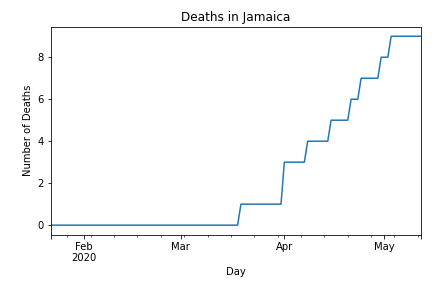 Deaths in Jamaica
Number of Deaths
8
6
4
2
0
Feb
2020
Mar
Apr
May
Day